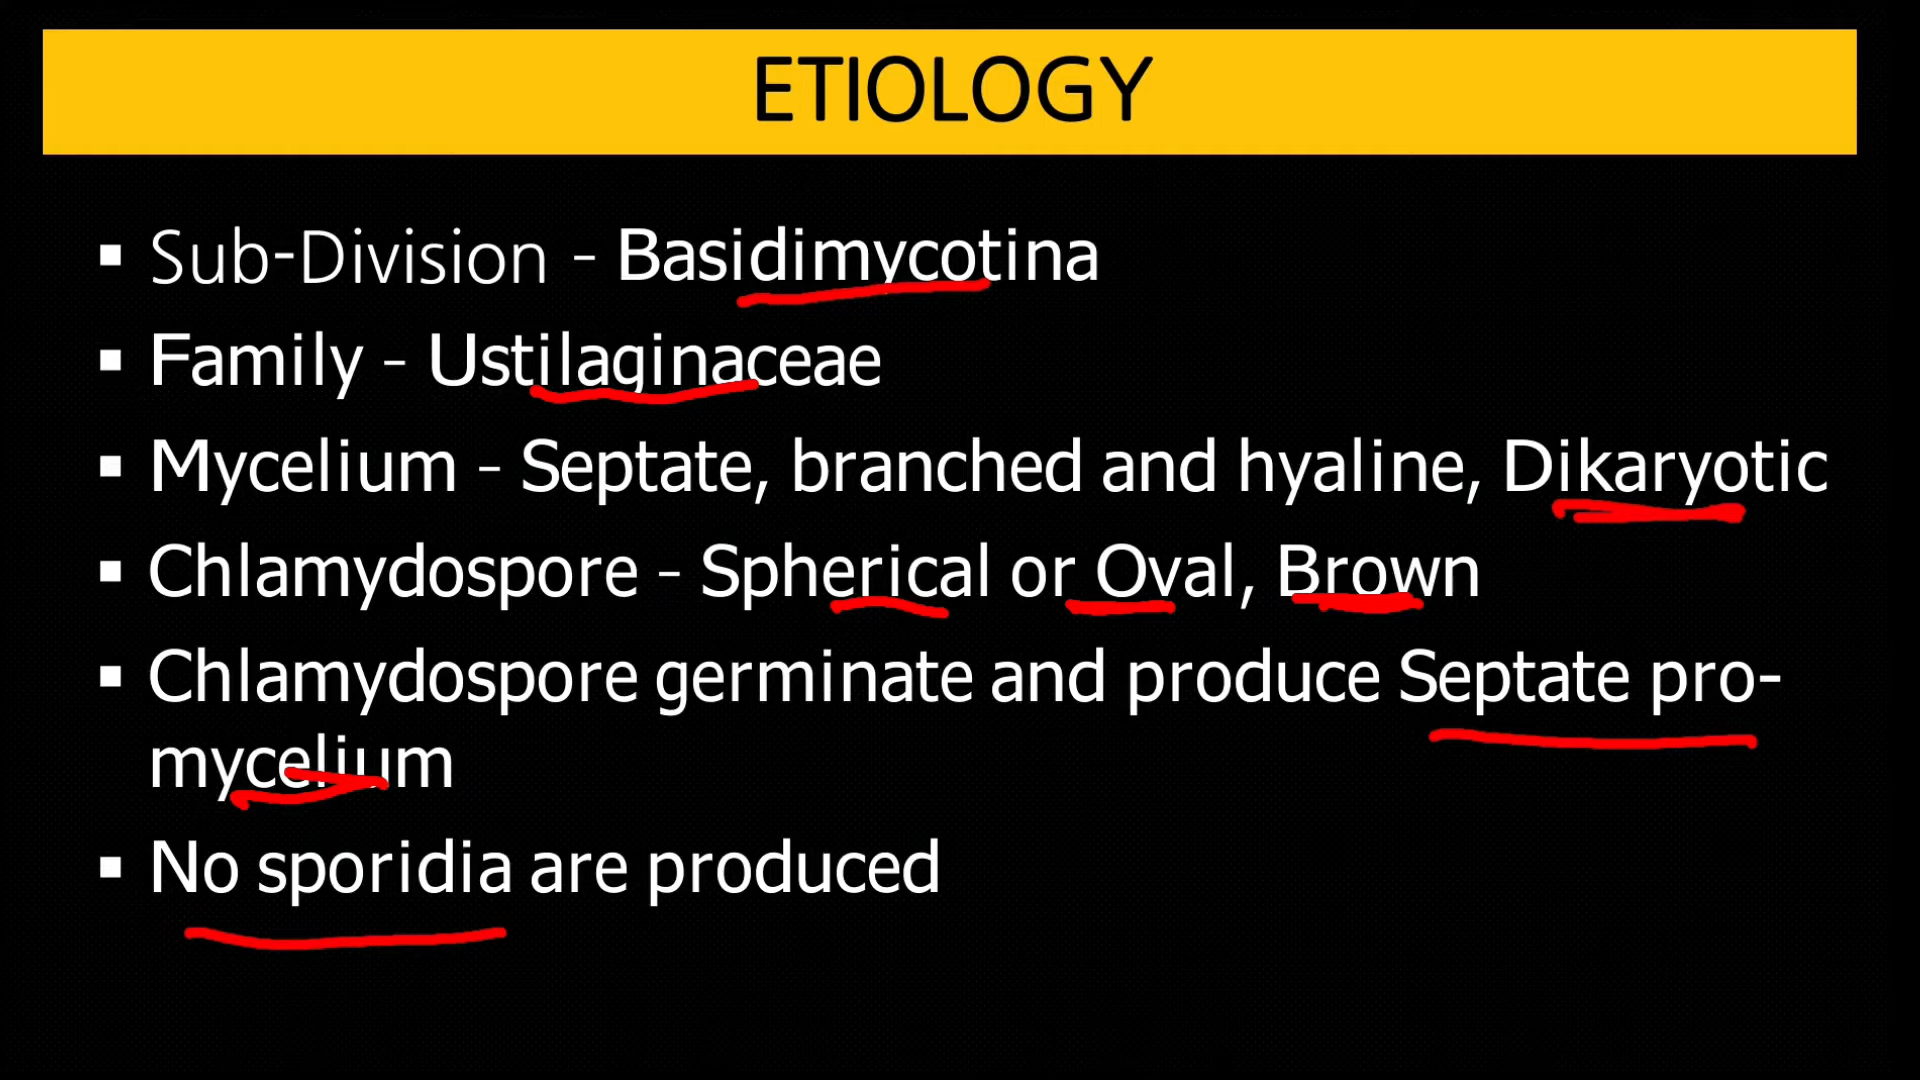 ETIOLOGY
▪ Sub-Division - Basidimycotina
▪ Family - Ustilaginaceae
▪ Mycelium - Septate, branched and hyaline, Dikaryotic
▪ Chlamydospore - Spherical or Oval, Brown
▪ Chlamydospore germinate and produce Septate pro-
mycelium
▪ No sporidia are produced